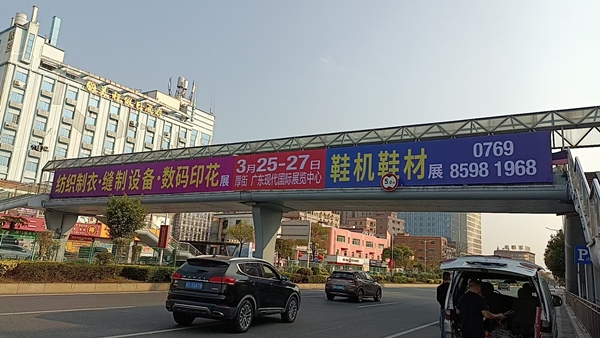 纺织制衣·缝制设备·数码印花展
3月25-27日
厚街 广东现代国际展览中心
鞋机鞋材展
0769
8598 1968
P